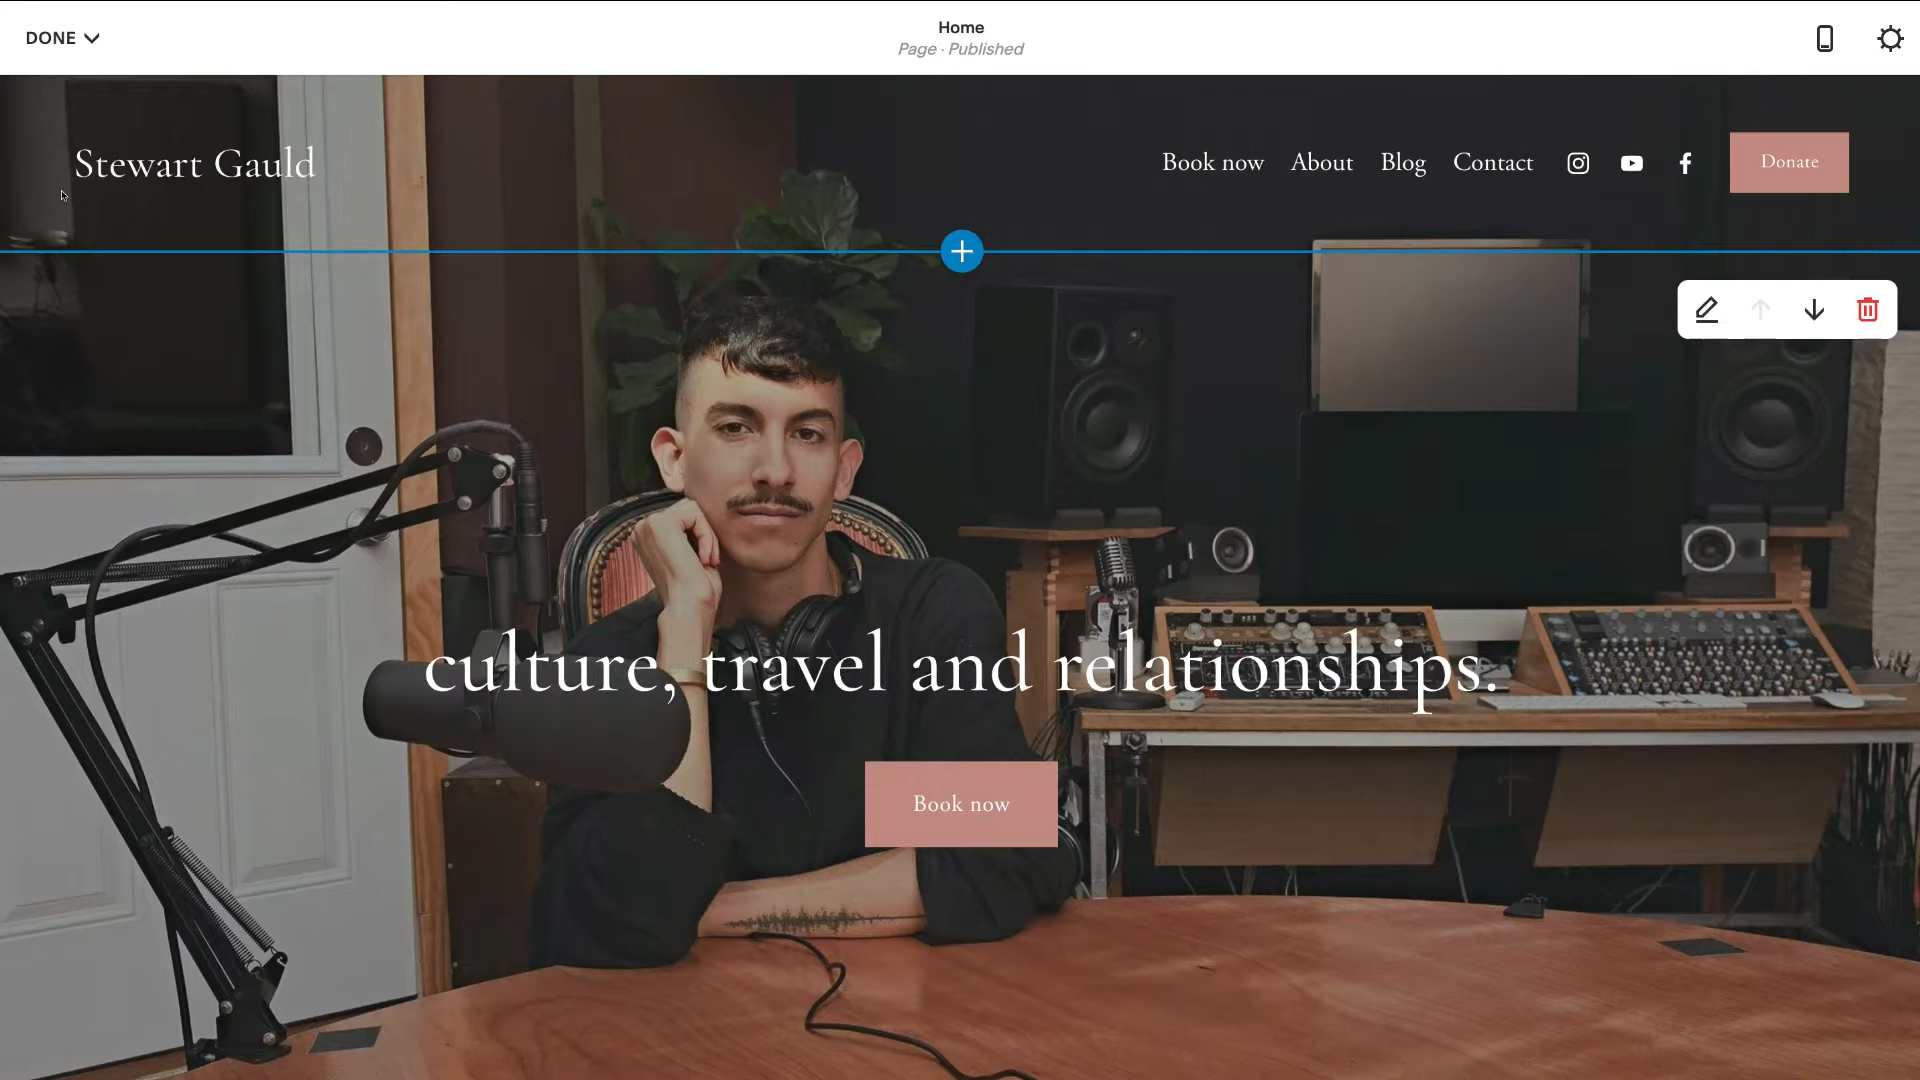 DONE
Home
Page · Published
Stewart Gauld
Book now About Blog Contact
Donate
culture, travel and relationships.
Book now